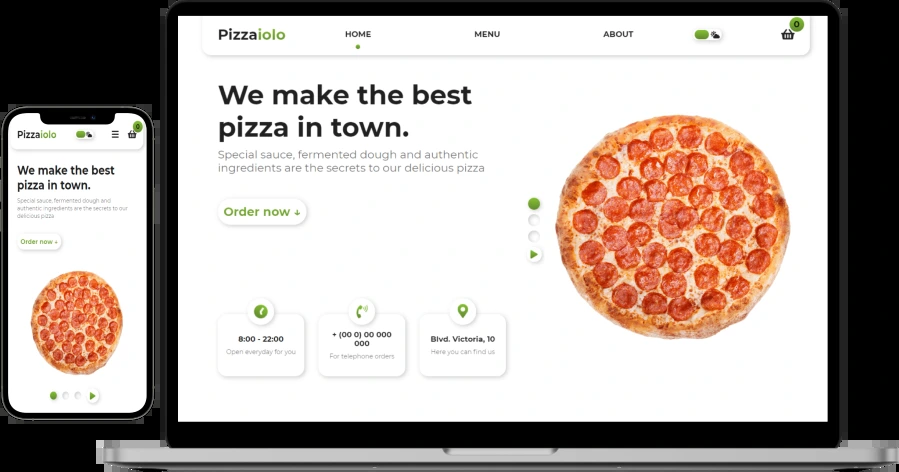 Pizzaiolo
HOME
MENU
ABOUT
0
We make the best
pizza in town.
Special sauce, fermented dough and authentic
ingredients are the secrets to our delicious pizza
Order now ↓
8:00 - 22:00
Open everyday for you
+ (00 0) 00 000
000
For telephone orders
Blvd. Victoria, 10
Here you can find us
Pizzaiolo
0
We make the best
pizza in town.
Special sauce, fermented dough and
authentic ingredients are the secrets to our
delicious pizza
Order now ↓